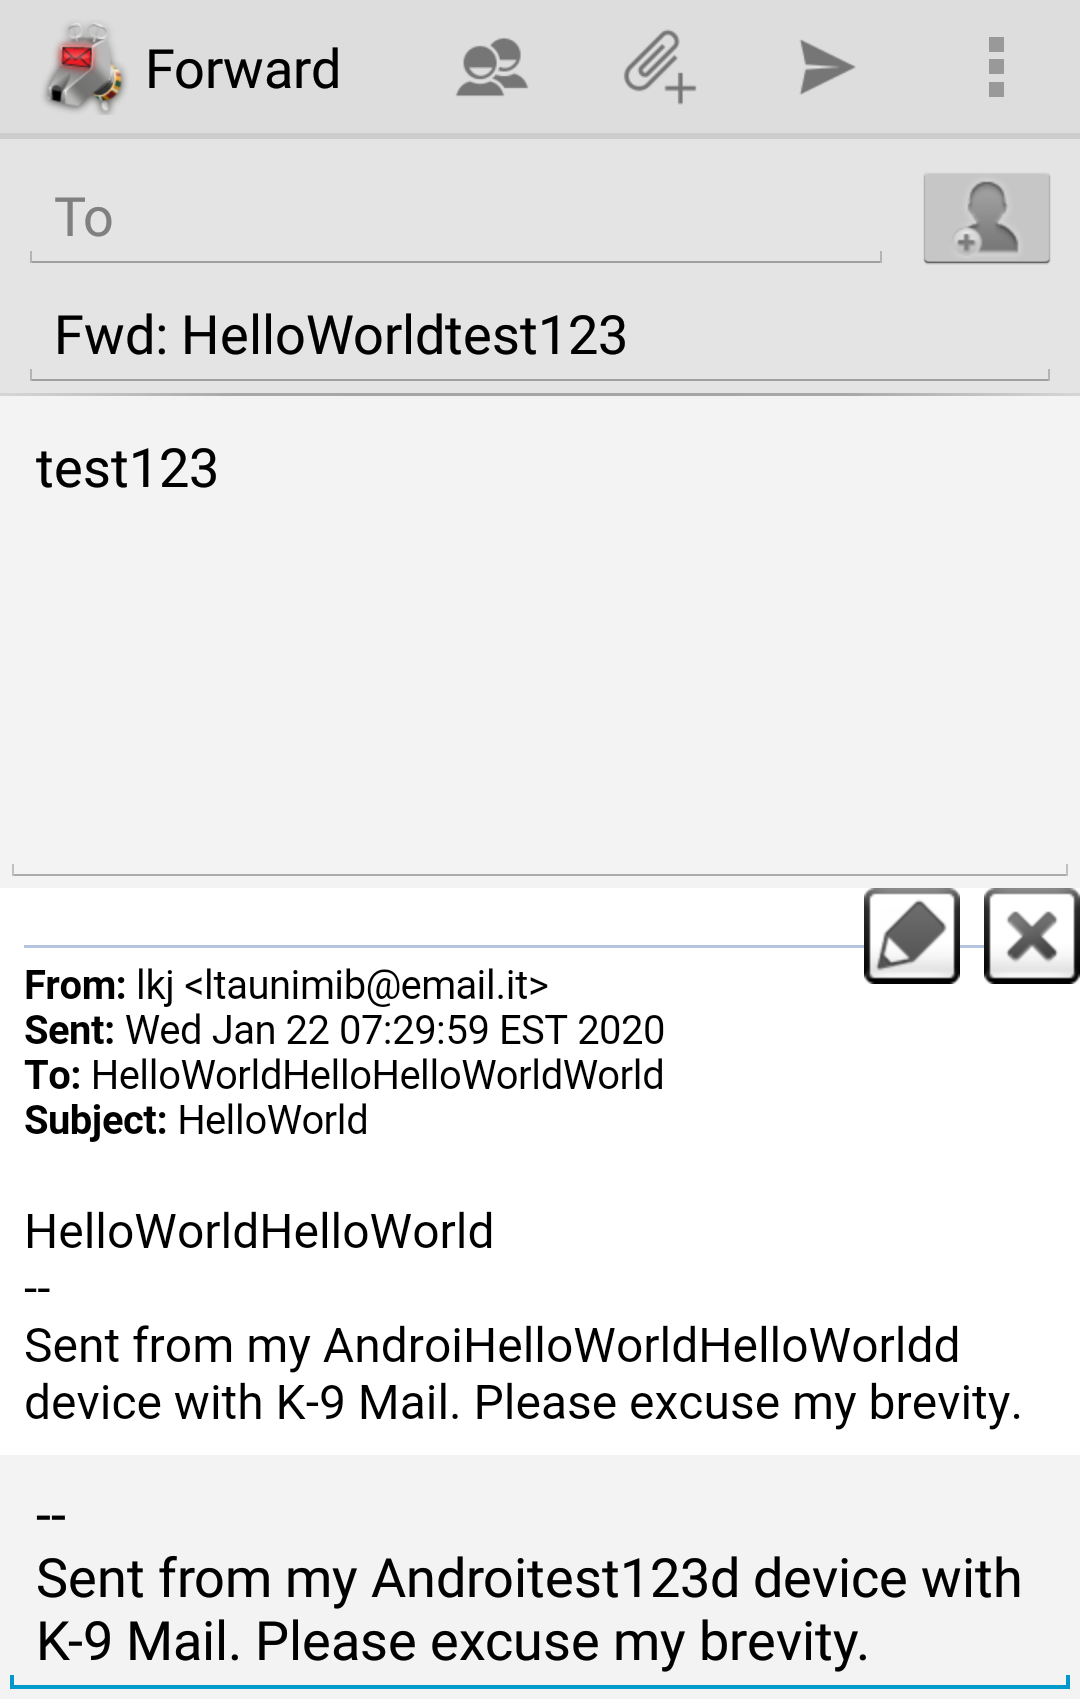 Forward
To
Fwd: HelloWorldtest123
test123
From: lkj <ltaunimib@email.it>
Sent: Wed Jan 22 07:29:59 EST 2020
To: HelloWorldHelloHelloWorldWorld
Subject: HelloWorld
HelloWorldHelloWorld
--
Sent from my AndroiHelloWorldHelloWorldd
device with K-9 Mail. Please excuse my brevity.
--
Sent from my Androitest123d device with
K-9 Mail. Please excuse my brevity.